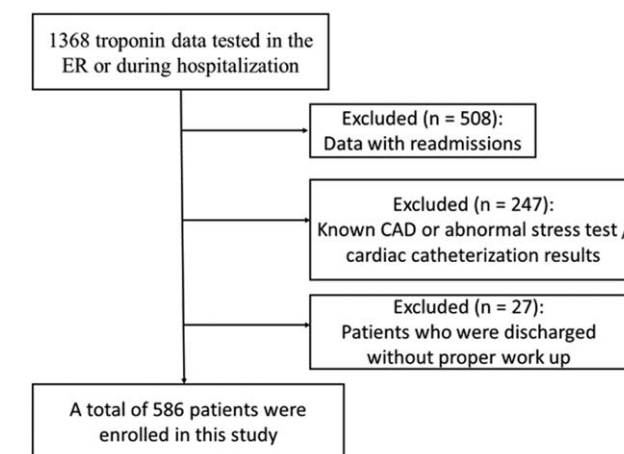 1368 troponin data tested in the
ER or during hospitalization
Excluded (n = 508):
Data with readmissions
Excluded (n = 247):
Known CAD or abnormal stress test /
cardiac catheterization results
Excluded (n = 27):
Patients who were discharged
without proper work up
A total of 586 patients were
enrolled in this study